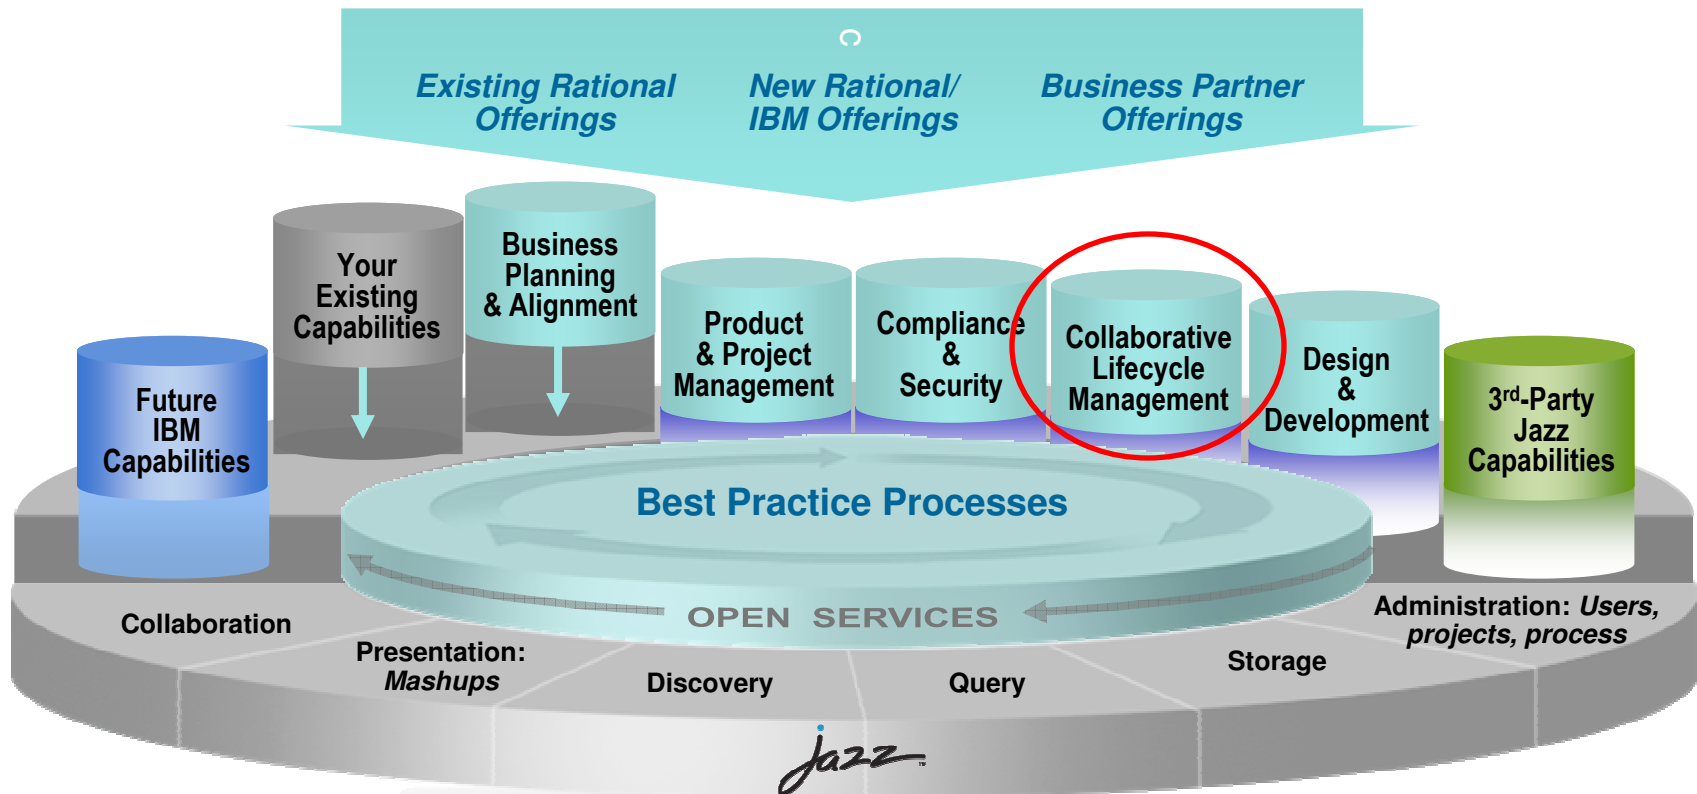 C
Existing Rational
Offerings
New Rational/
IBM Offerings
Business Partner
Offerings
Future
IBM
Capabilities
Your
Existing
Capabilities
Business
Planning
& Alignment
Product
& Project
Management
Compliance
&
Security
Collaborative
Lifecycle
Management
Design
&
Development
3rd-Party
Jazz
Capabilities
Best Practice Processes
OPEN SERVICES
Collaboration
Presentation:
Mashups
Discovery
Query
Storage
Administration: Users,
projects, process
jazz™